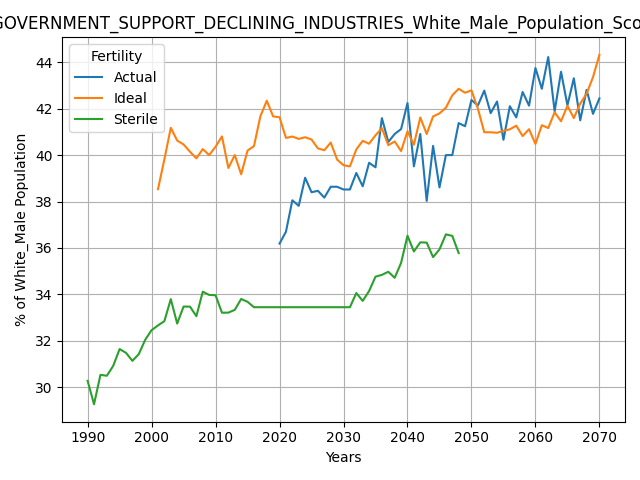 GOVERNMENT_SUPPORT_DECLINING_INDUSTRIES_White_Male_Population_Sco
Fertility
Actual
Ideal
Sterile
44
42
40
38
36
34
32
30
% of White_Male Population
1990 2000 2010 2020 2030 2040 2050 2060 2070
Years